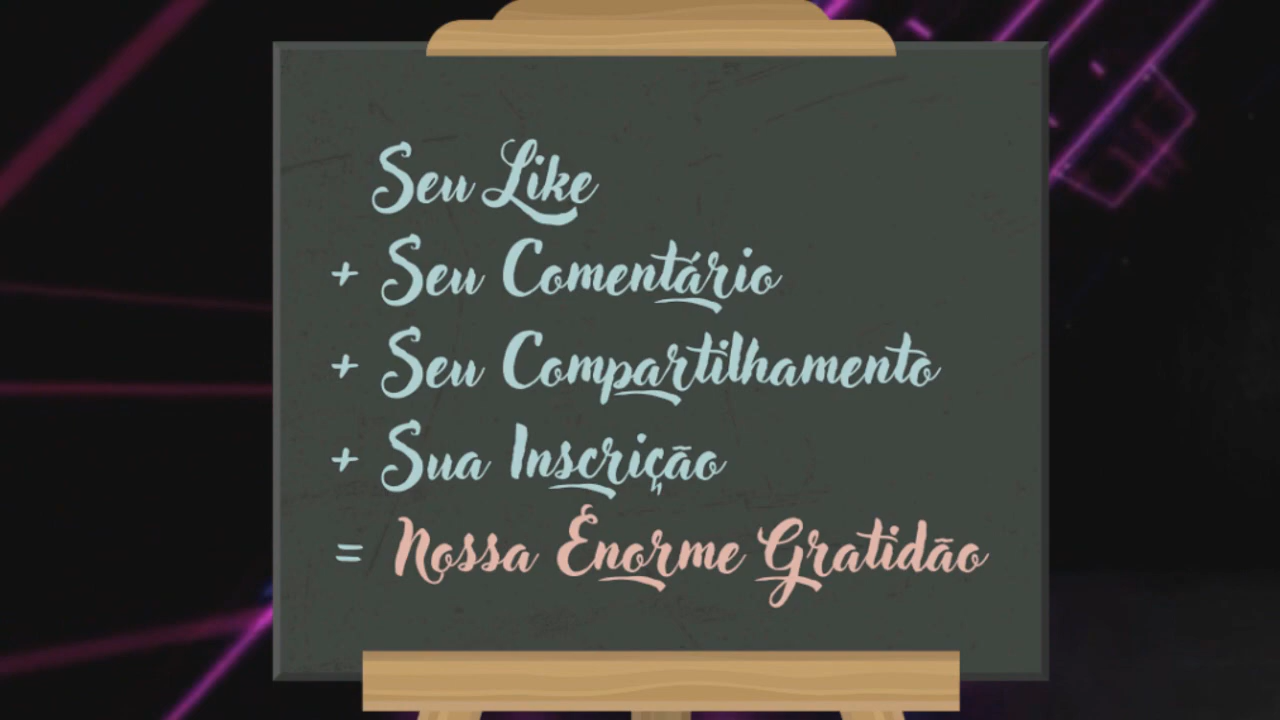 Seu Like
+ Seu Comentário
+ Seu Compartilhamento
+ Sua Inscrição
= Nossa Enorme Gratidão